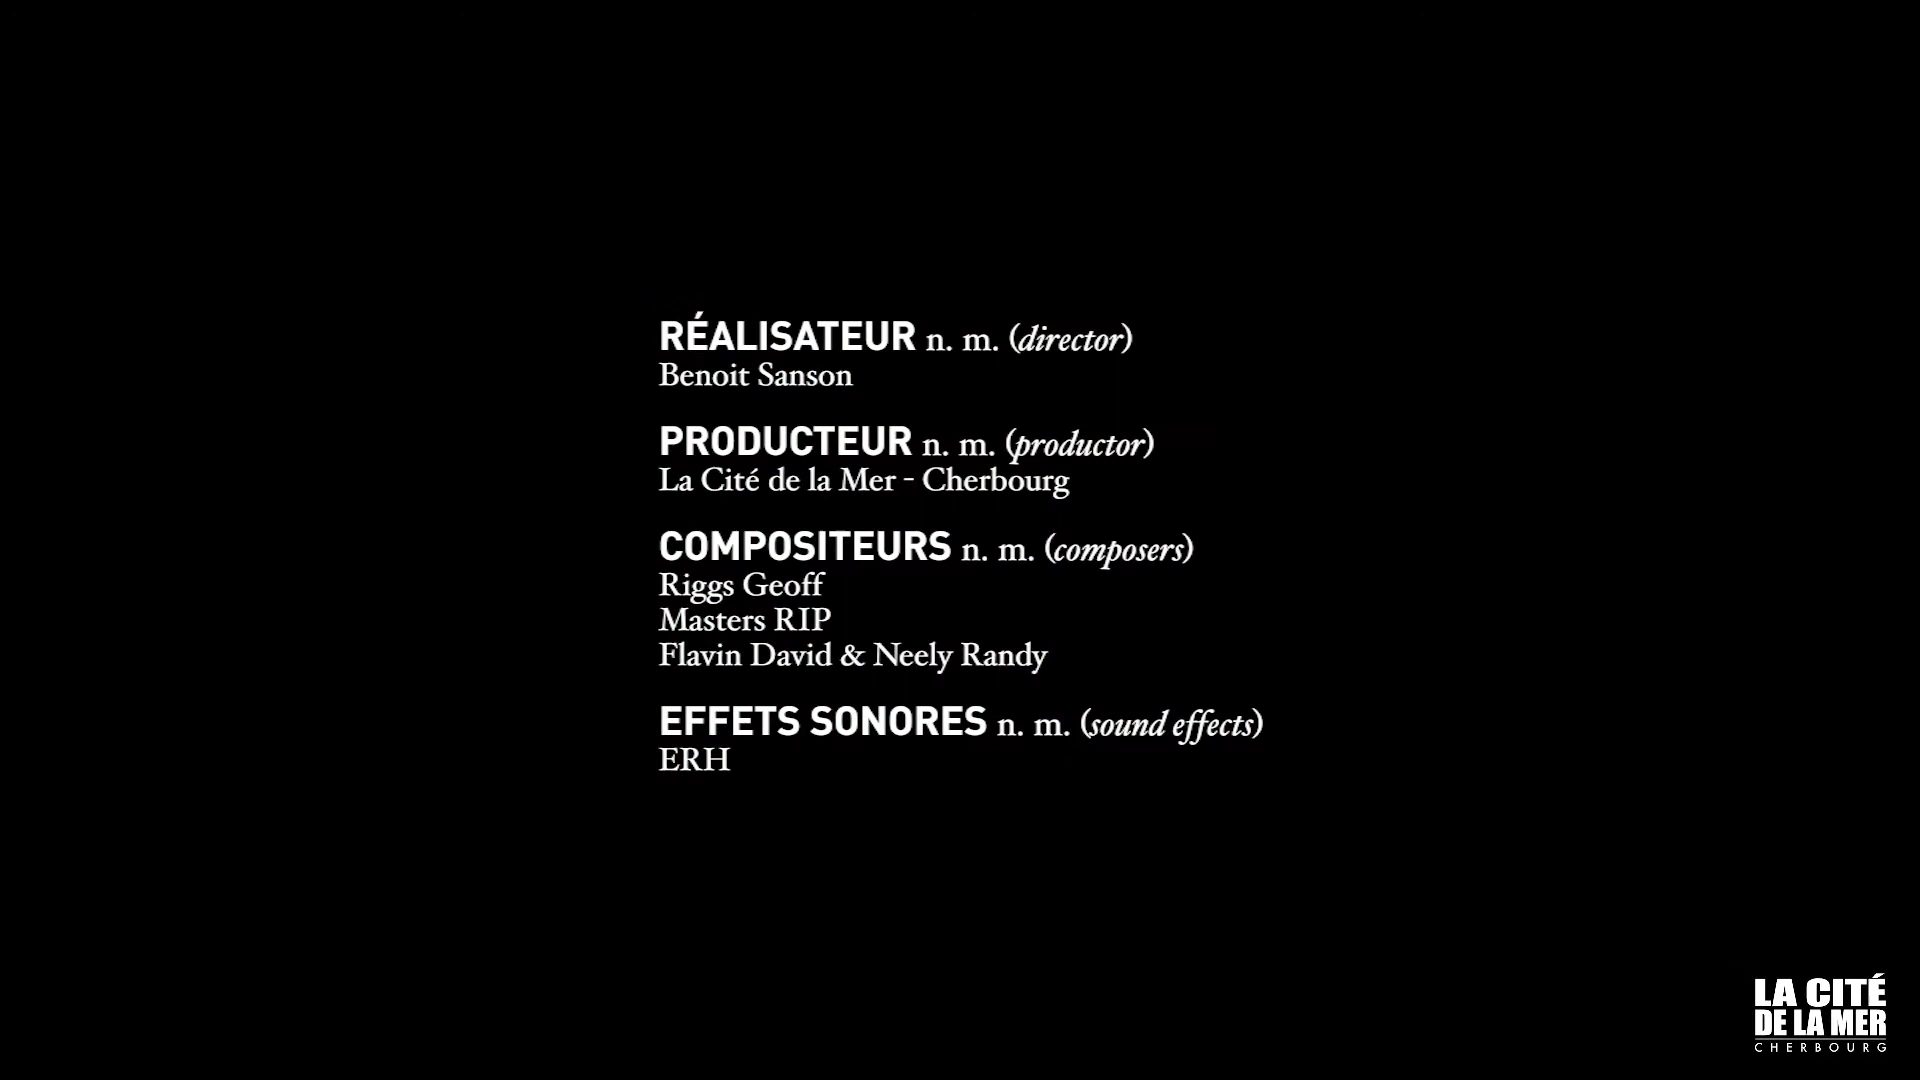 RÉALISATEUR n. m. (director)
Benoit Sanson
PRODUCTEUR n. m. (productor)
La Cité de la Mer - Cherbourg
COMPOSITEURS n. m. (composers)
Riggs Geoff
Masters RIP
Flavin David & Neely Randy
EFFETS SONORES n. m. (sound effects)
ERH
LA CITÉ
DE LA MER
CHERBOURG